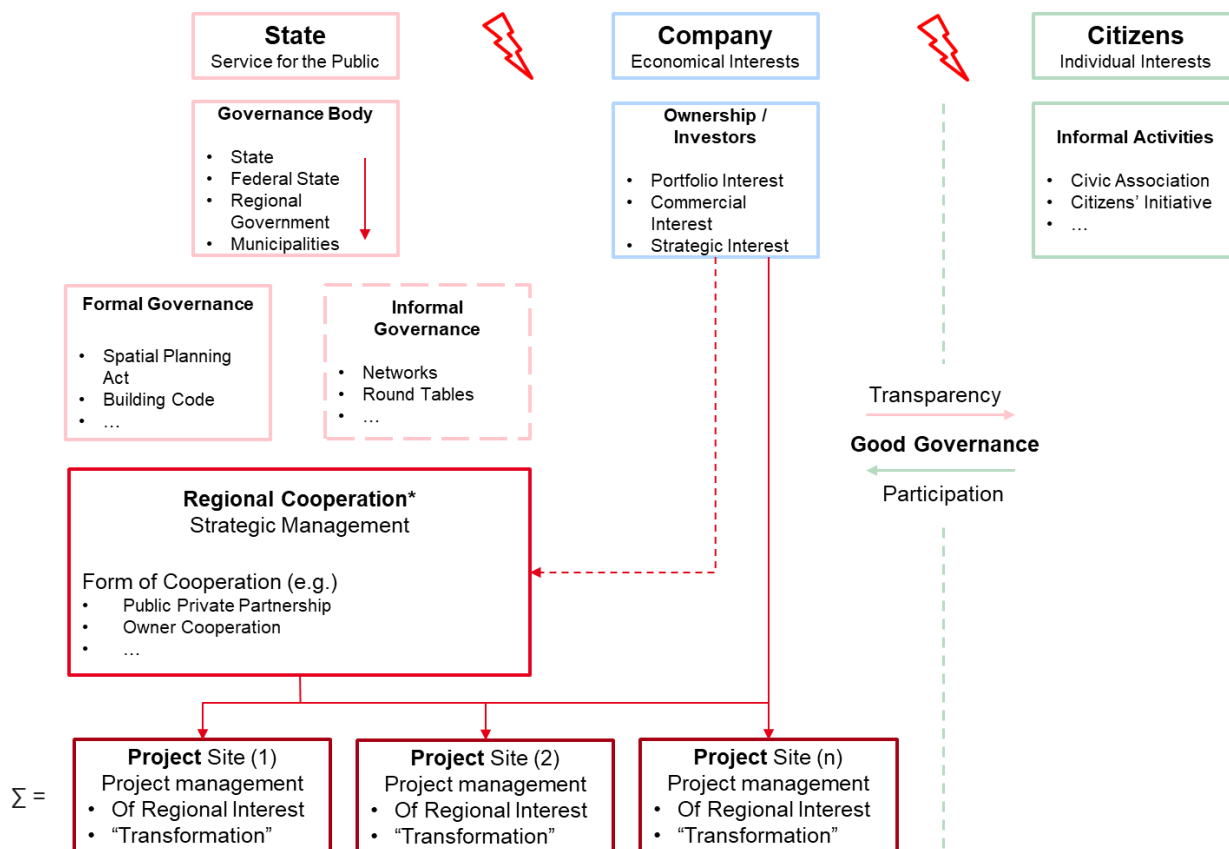 State
Service for the Public
Company
Economical Interests
Citizens
Individual Interests
Governance Body
• State
• Federal State
• Regional
Government
• Municipalities
Ownership /
Investors
• Portfolio Interest
• Commercial
Interest
• Strategic Interest
Informal Activities
• Civic Association
• Citizens’ Initiative
• …
Formal Governance
• Spatial Planning
Act
• Building Code
• …
Informal
Governance
• Networks
• Round Tables
• …
Transparency
Good Governance
Participation
Regional Cooperation*
Strategic Management
Form of Cooperation (e.g.)
• Public Private Partnership
• Owner Cooperation
• …
∑ =
Project Site (1)
Project management
• Of Regional Interest
• “Transformation”
Project Site (2)
Project management
• Of Regional Interest
• “Transformation”
Project Site (n)
Project management
• Of Regional Interest
• “Transformation”